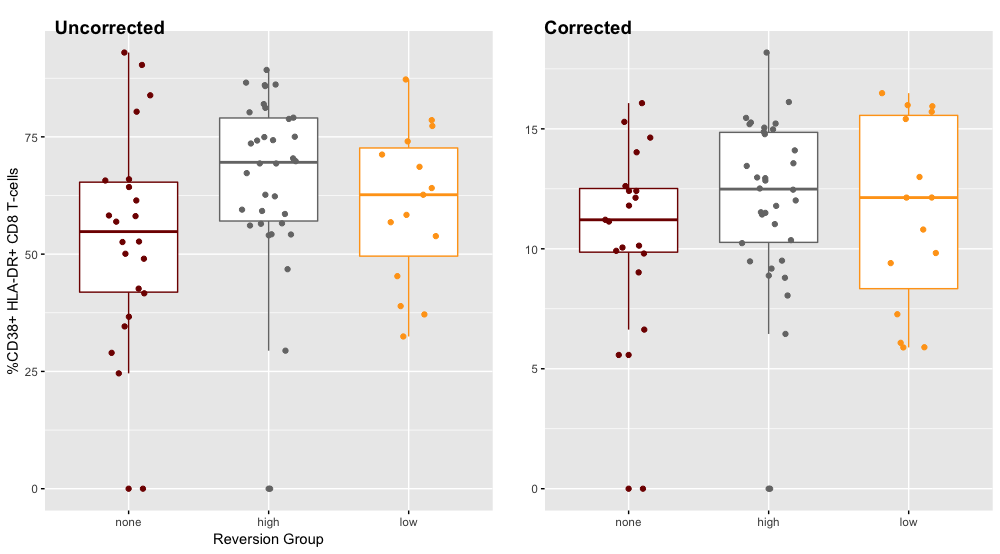 Uncorrected
%CD38+ HLA-DR+ CD8 T-cells
75
50
25
0
none
high
low
Reversion Group
Corrected
15
10
5
0
none
high
low